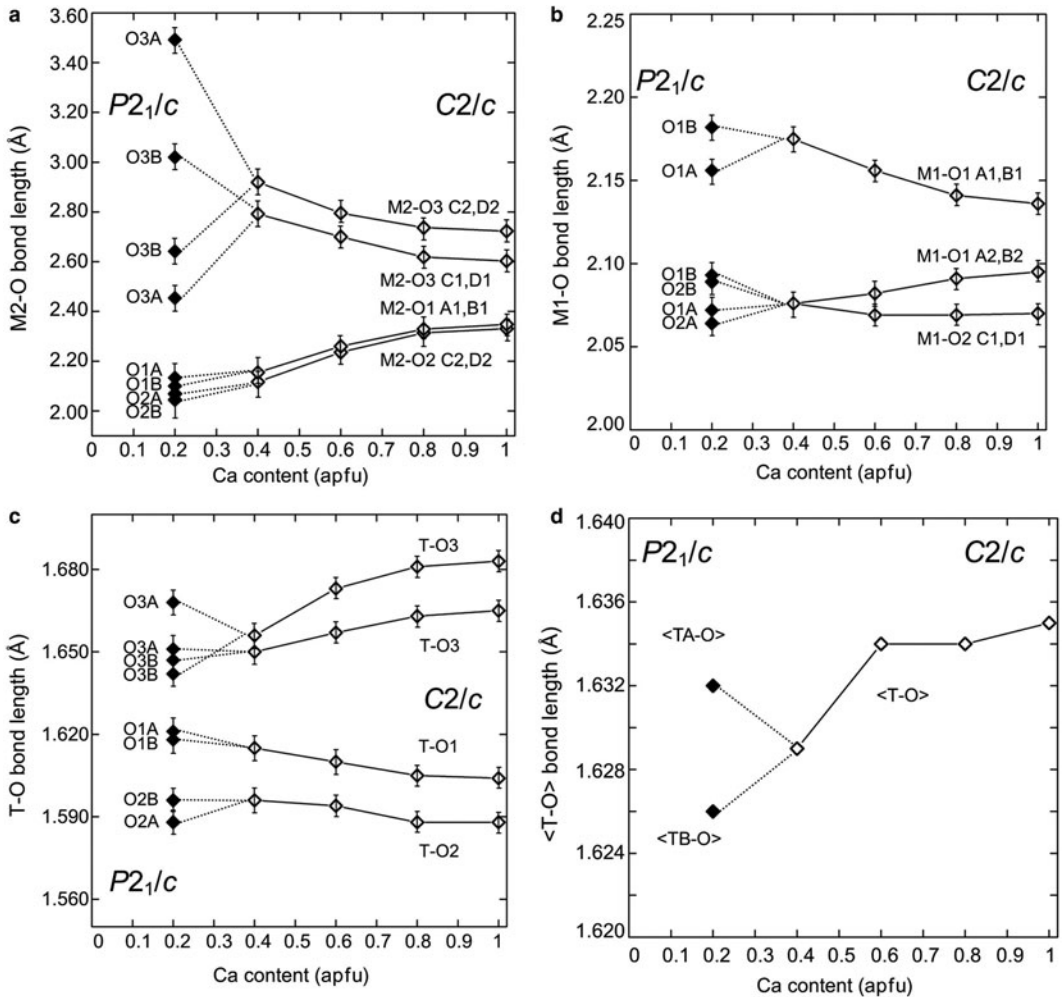 a
3.60
3.40
3.20
3.00
2.80
2.60
2.40
2.20
2.00
M2-O bond length (Å)
P2₁/c
C2/c
O3A
O3B
O3B
O3A
O1A
O1B
O2A
O2B
M2-O3 C2,D2
M2-O3 C1,D1
M2-O1 A1,B1
M2-O2 C2,D2
0 0.1 0.2 0.3 0.4 0.5 0.6 0.7 0.8 0.9 1
Ca content (apfu)
b
2.25
2.20
2.15
2.10
2.05
2.00
M1-O bond length (Å)
P2₁/c
C2/c
O1B
O1A
O1B
O2B
O1A
O2A
M1-O1 A1,B1
M1-O1 A2,B2
M1-O2 C1,D1
0 0.1 0.2 0.3 0.4 0.5 0.6 0.7 0.8 0.9 1
Ca content (apfu)
c
1.680
1.650
1.620
1.590
1.560
T-O bond length (Å)
O3A
O3A
O3B
O3B
O1A
O1B
O2B
O2A
T-O3
T-O3
C2/c
T-O1
T-O2
P2₁/c
0 0.1 0.2 0.3 0.4 0.5 0.6 0.7 0.8 0.9 1
Ca content (apfu)
d
1.640
1.636
1.632
1.628
1.624
1.620
<T-O> bond length (Å)
P2₁/c
C2/c
<TA-O>
<T-O>
<TB-O>
0 0.1 0.2 0.3 0.4 0.5 0.6 0.7 0.8 0.9 1
Ca content (apfu)